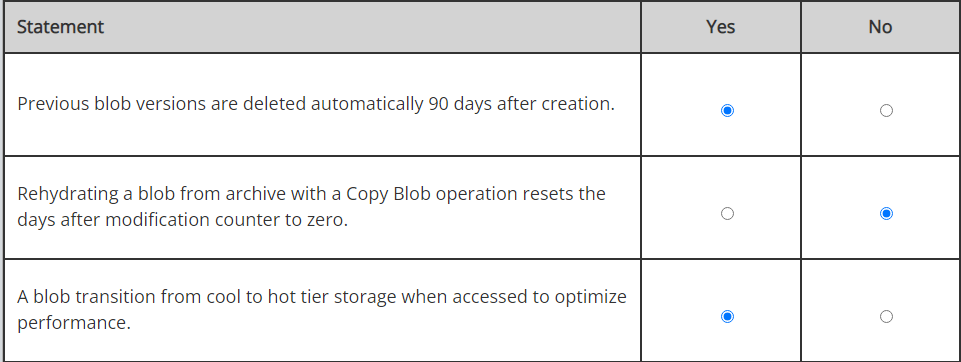 Statement Yes No
Previous blob versions are deleted automatically 90 days after creation.
Rehydrating a blob from archive with a Copy Blob operation resets the
days after modification counter to zero.
A blob transition from cool to hot tier storage when accessed to optimize
performance.